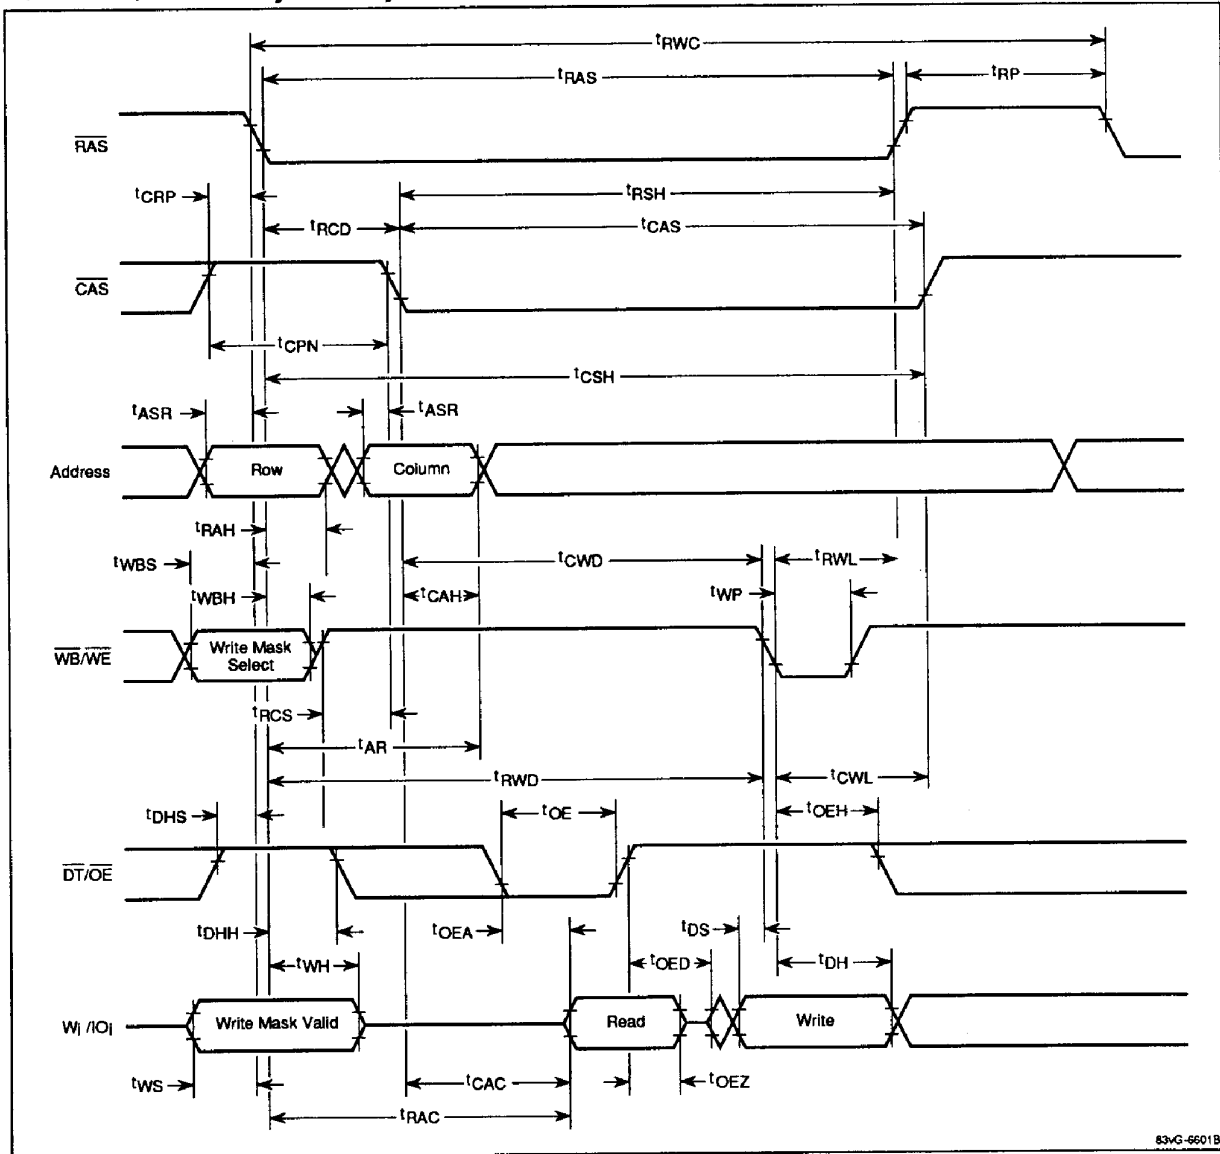 tRWC
tRAS
tRP
RAS
tCRP
tRSH
tRCD
tCAS
CAS
tCPN
tCSH
tASR
tASR
Address
Row
Column
tRAH
tWBS
tCWD
tRWL
tWBH
tCAH
tWP
WB/WE
Write Mask
Select
tRCS
tAR
tRWD
tCWL
tDHS
tOE
tOEH
DT/OE
tDHH
tOEA
tDS
tWH
tOED
tDH
Wi /IOi
Write Mask Valid
Read
Write
tWS
tCAC
tOEZ
tRAC
83vG-6601B